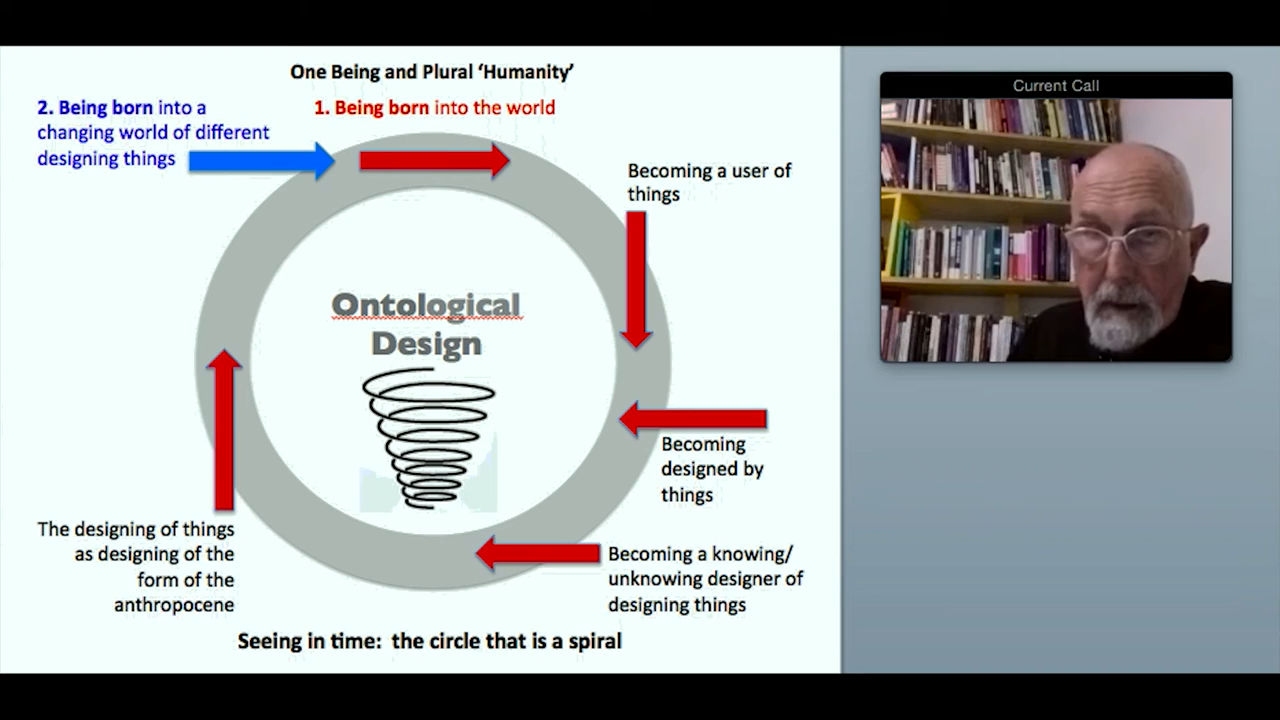 One Being and Plural ‘Humanity’
2. Being born into a
changing world of different
designing things
1. Being born into the world
Becoming a user of
things
Ontological
Design
Becoming
designed by
things
The designing of things
as designing of the
form of the
anthropocene
Becoming a knowing/
unknowing designer of
designing things
Seeing in time:  the circle that is a spiral
Current Call